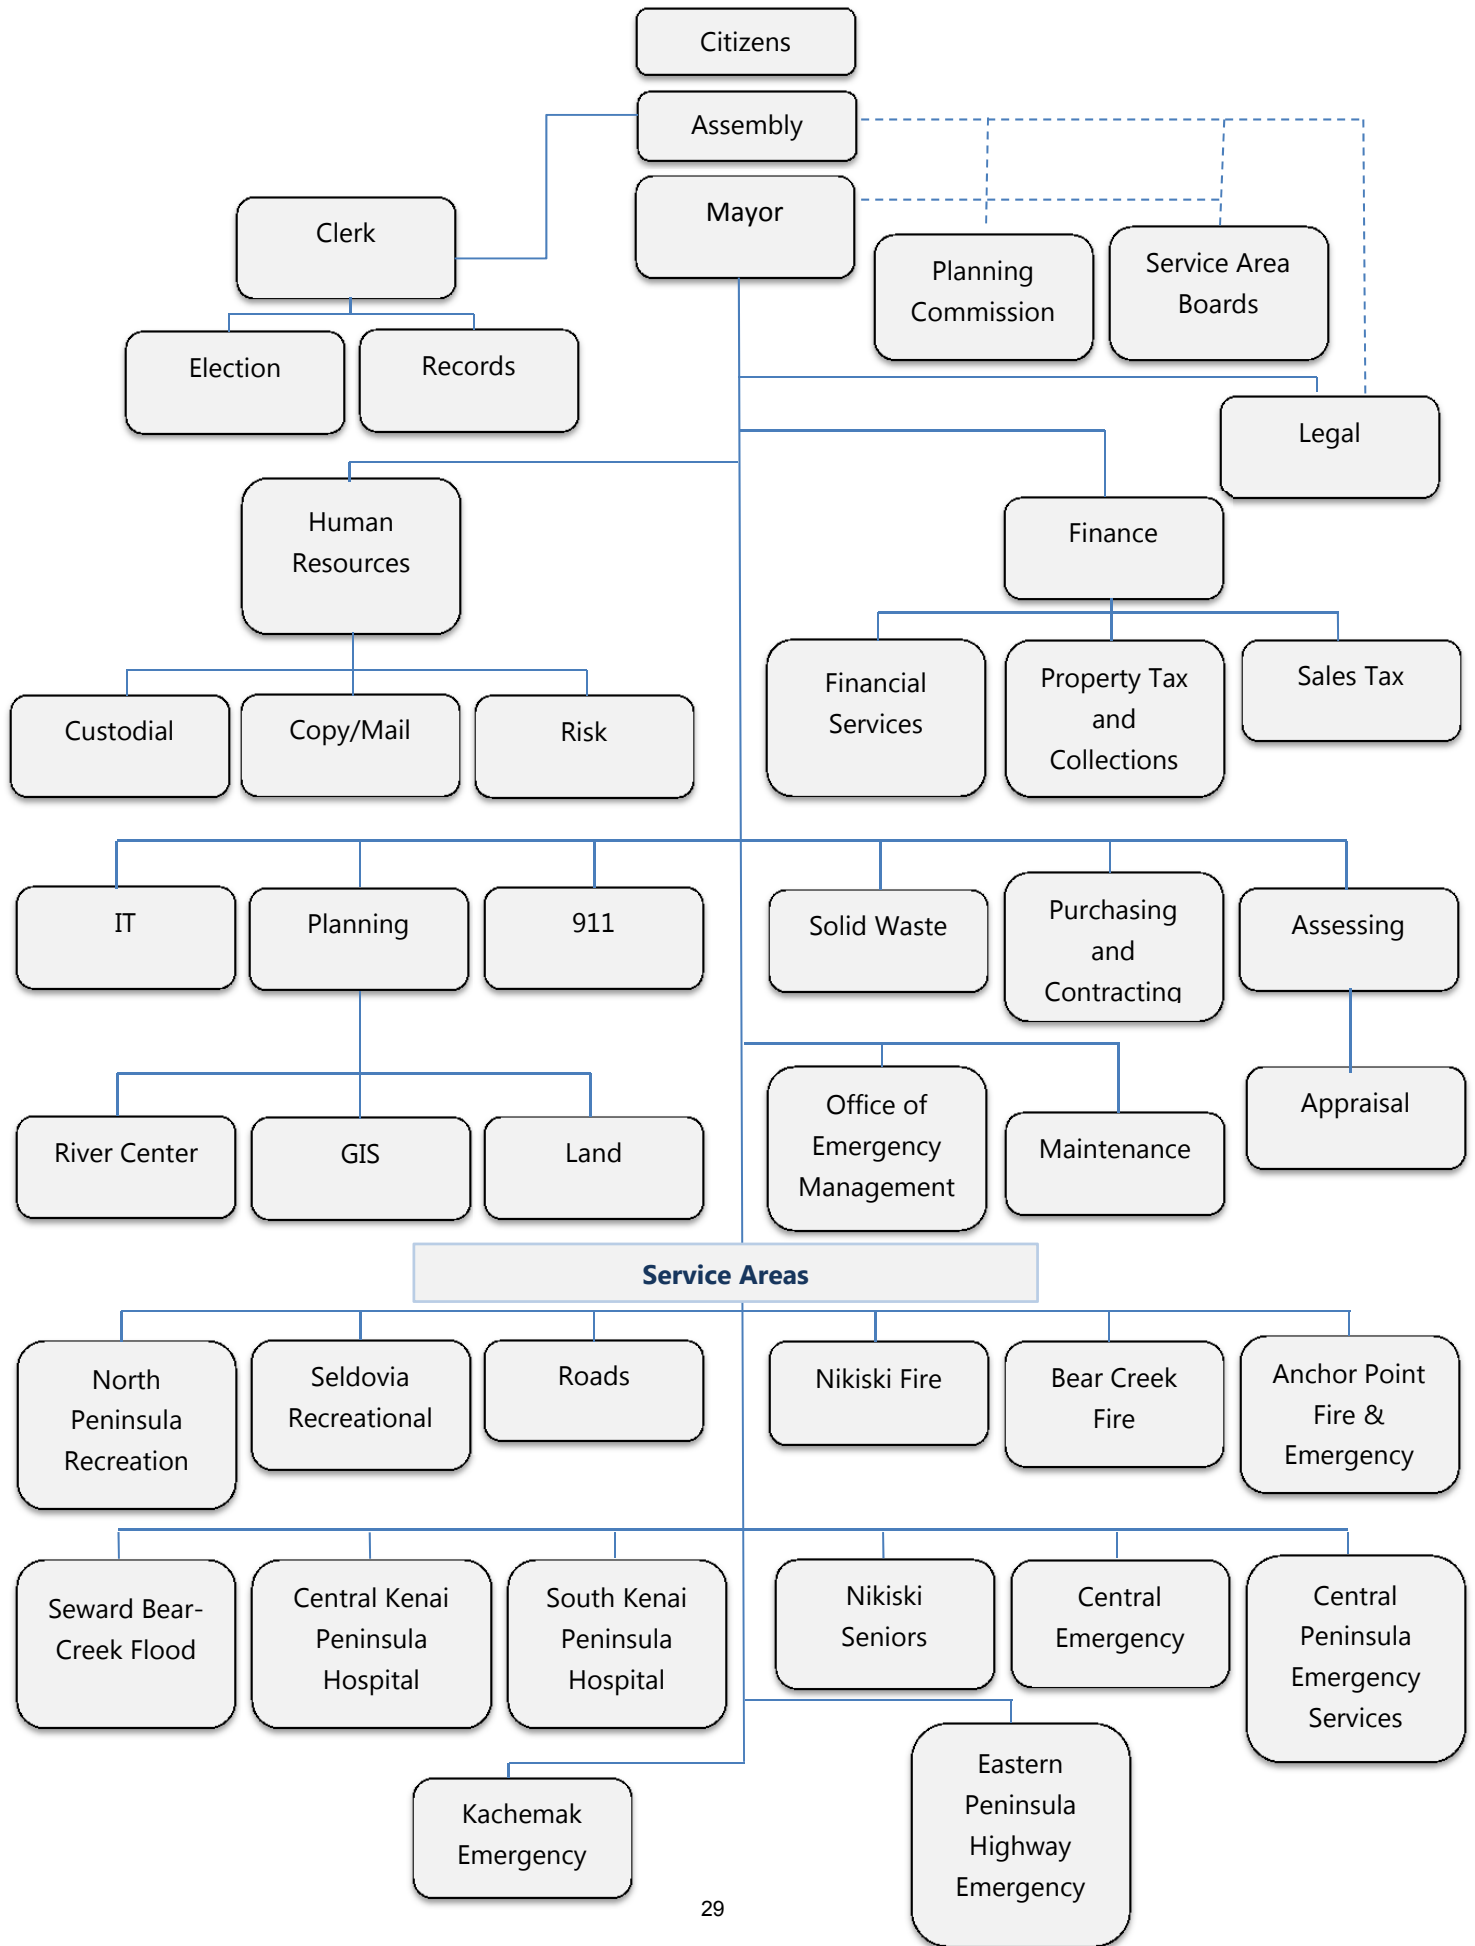 Citizens
Assembly
Mayor
Clerk
Planning
Commission
Service Area
Boards
Election
Records
Legal
Human
Resources
Finance
Custodial
Copy/Mail
Risk
Financial
Services
Property Tax
and
Collections
Sales Tax
IT
Planning
911
Solid Waste
Purchasing
and
Contracting
Assessing
River Center
GIS
Land
Office of
Emergency
Management
Maintenance
Appraisal
Service Areas
North
Peninsula
Recreation
Seldovia
Recreational
Roads
Nikiski Fire
Bear Creek
Fire
Anchor Point
Fire &
Emergency
Seward Bear-
Creek Flood
Central Kenai
Peninsula
Hospital
South Kenai
Peninsula
Hospital
Nikiski
Seniors
Central
Emergency
Central
Peninsula
Emergency
Services
Kachemak
Emergency
Eastern
Peninsula
Highway
Emergency
29